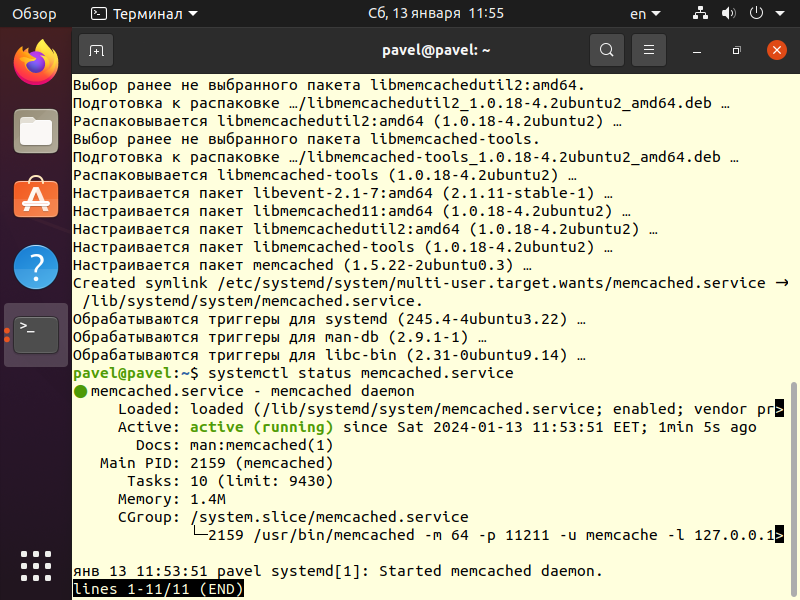 Обзор
Терминал
Сб, 13 января 11:55
en
pavel@pavel: ~
Выбор ранее не выбранного пакета libmemcachedutil2:amd64.
Подготовка к распаковке …/libmemcachedutil2_1.0.18-4.2ubuntu2_amd64.deb …
Распаковывается libmemcachedutil2:amd64 (1.0.18-4.2ubuntu2) …
Выбор ранее не выбранного пакета libmemcached-tools.
Подготовка к распаковке …/libmemcached-tools_1.0.18-4.2ubuntu2_amd64.deb …
Распаковывается libmemcached-tools (1.0.18-4.2ubuntu2) …
Настраивается пакет libevent-2.1-7:amd64 (2.1.11-stable-1) …
Настраивается пакет libmemcached11:amd64 (1.0.18-4.2ubuntu2) …
Настраивается пакет libmemcachedutil2:amd64 (1.0.18-4.2ubuntu2) …
Настраивается пакет libmemcached-tools (1.0.18-4.2ubuntu2) …
Настраивается пакет memcached (1.5.22-2ubuntu0.3) …
Created symlink /etc/systemd/system/multi-user.target.wants/memcached.service →
/lib/systemd/system/memcached.service.
Обрабатываются триггеры для systemd (245.4-4ubuntu3.22) …
Обрабатываются триггеры для man-db (2.9.1-1) …
Обрабатываются триггеры для libc-bin (2.31-0ubuntu9.14) …
pavel@pavel:~$ systemctl status memcached.service
● memcached.service - memcached daemon
Loaded: loaded (/lib/systemd/system/memcached.service; enabled; vendor pr>
Active: active (running) since Sat 2024-01-13 11:53:51 EET; 1min 5s ago
Docs: man:memcached(1)
Main PID: 2159 (memcached)
Tasks: 10 (limit: 9430)
Memory: 1.4M
CGroup: /system.slice/memcached.service
└─2159 /usr/bin/memcached -m 64 -p 11211 -u memcache -l 127.0.0.1>
янв 13 11:53:51 pavel systemd[1]: Started memcached daemon.
lines 1-11/11 (END)